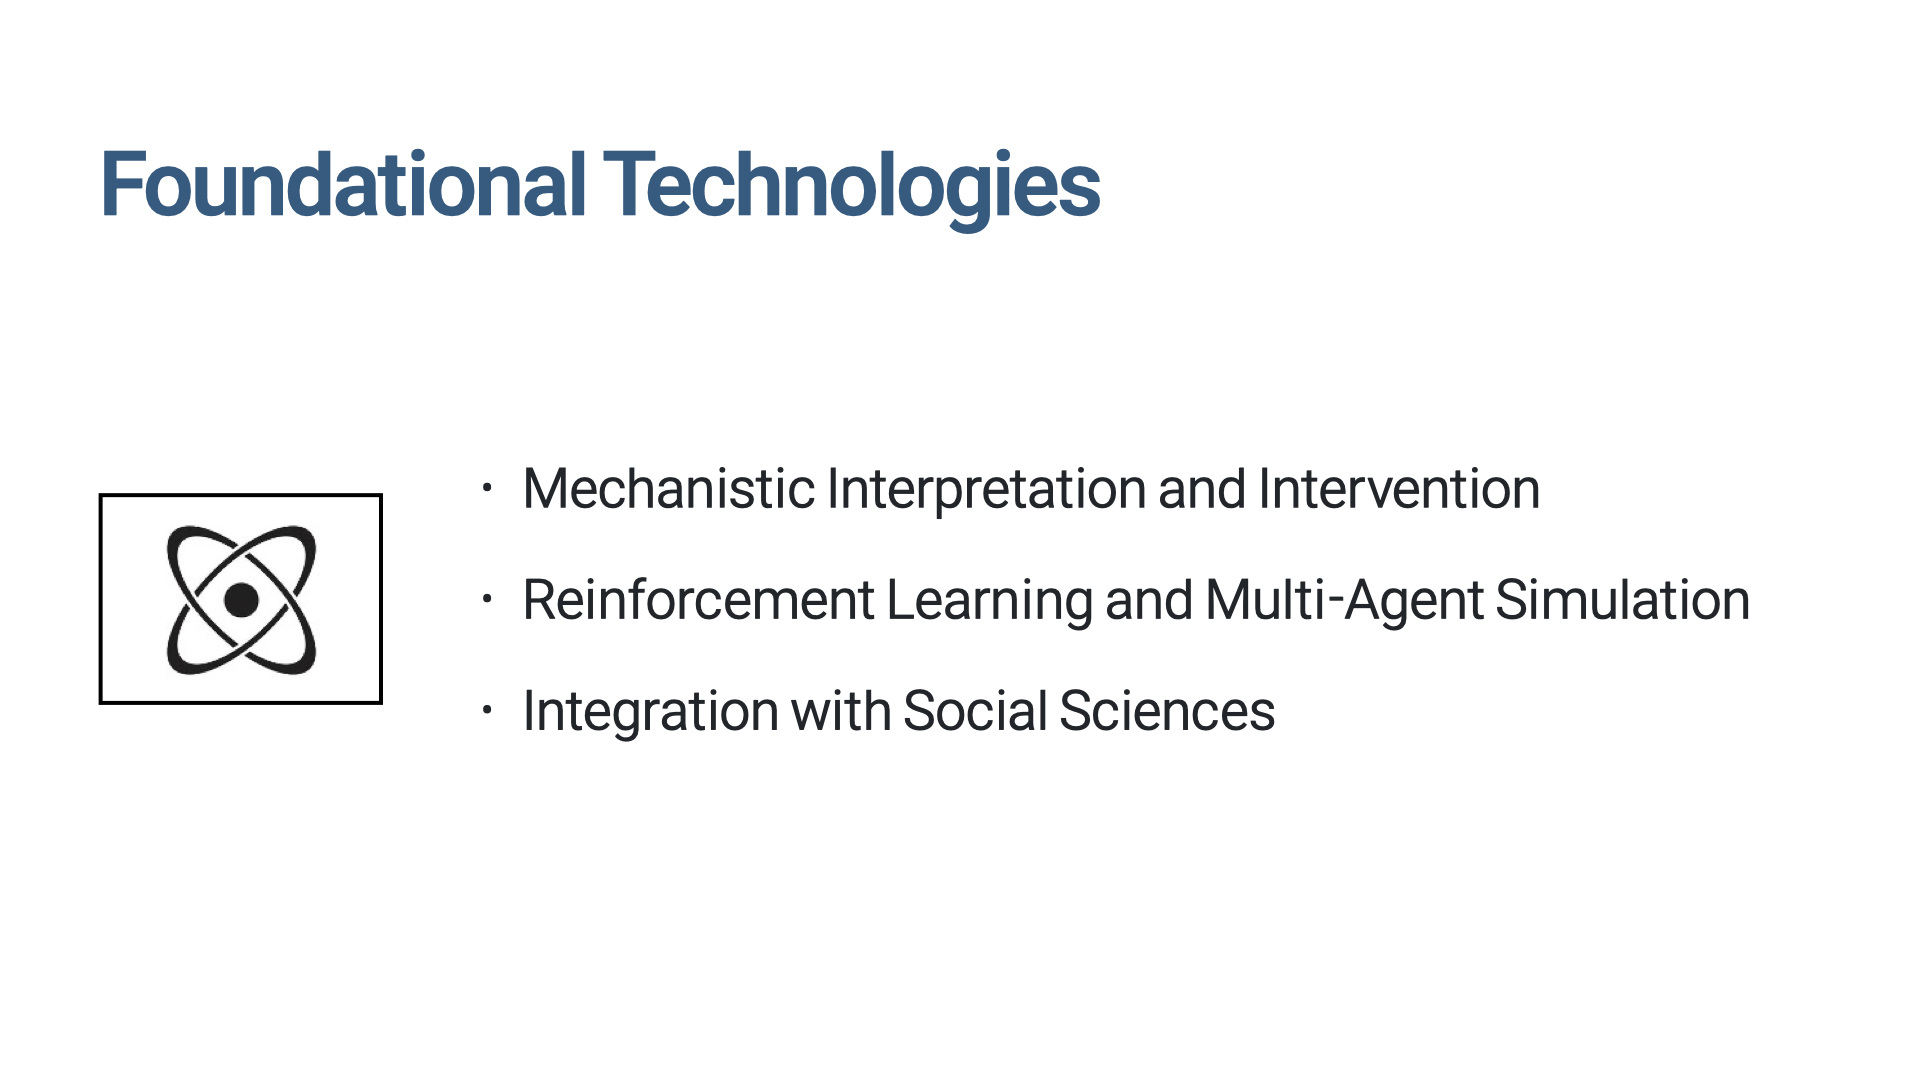 Foundational Technologies
· Mechanistic Interpretation and Intervention
· Reinforcement Learning and Multi-Agent Simulation
· Integration with Social Sciences